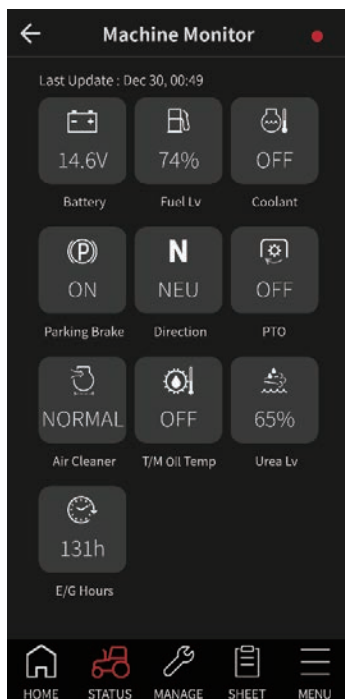 Machine Monitor
Last Update : Dec 30, 00:49
14.6V 74% OFF
Battery Fuel Lv Coolant
P N
ON NEU OFF
Parking Brake Direction PTO
NORMAL OFF 65%
Air Cleaner T/M OIl Temp Urea Lv
131h
E/G Hours
HOME STATUS MANAGE SHEET MENU